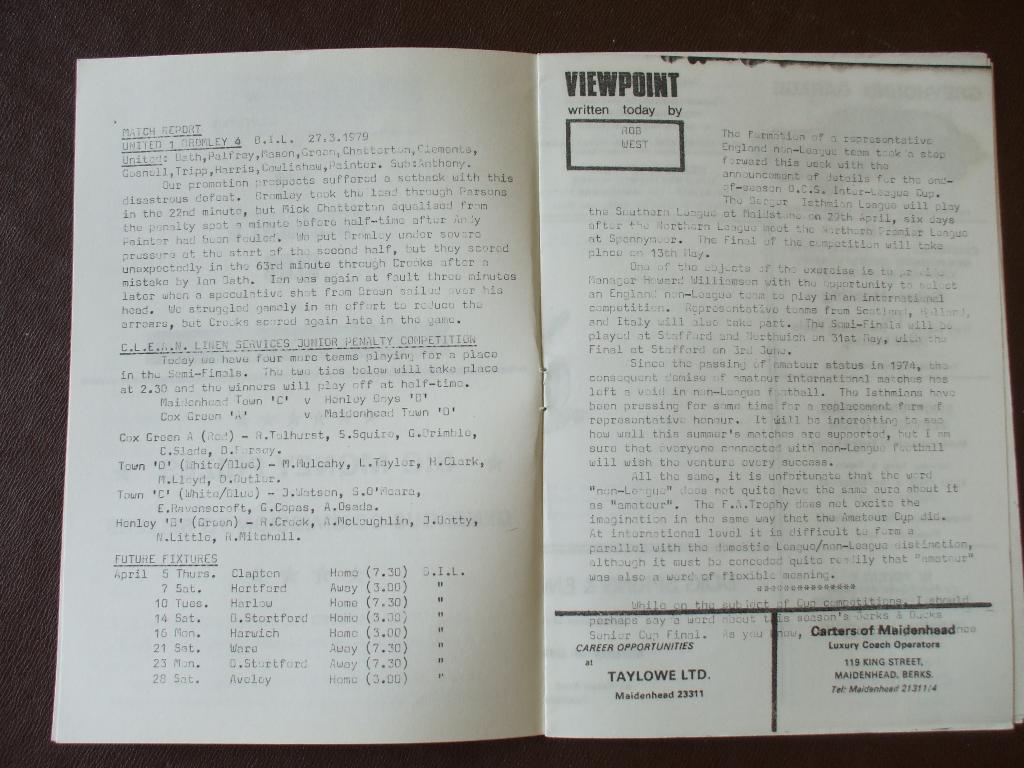 MATCH REPORT
UNITED 1 BROMLEY 4 B.I.L. 27.3.1979
United: Bath,Palfrey,Mason,Green,Chatterton,Clements,
Gosnell,Tripp,Harris,Cowlishaw,Painter. Sub:Anthony.
Our promotion prospects suffered a setback with this
disastrous defeat. Bromley took the lead through Parsons
in the 22nd minute, but Mick Chatterton equalised from
the penalty spot a minute before half-time after Andy
Painter had been fouled. We put Bromley under severe
pressure at the start of the second half, but they scored
unexpectedly in the 63rd minute through Crooks after a
mistake by Ian Bath. Ian was again at fault three minutes
later when a speculative shot from Brown sailed over his
head. We struggled gamely in an effort to reduce the
arrears, but Crooks scored again late in the game.
C.L.E.A.N. LINEN SERVICES JUNIOR PENALTY COMPETITION
Today we have four more teams playing for a place
in the Semi-Finals. The two ties below will take place
at 2.30 and the winners will play off at half-time.
Maidenhead Town 'C' v Henley Boys 'B'
Cox Green 'A' v Maidenhead Town 'D'
Cox Green A (Red) - R.Tolhurst, S.Squire, G.Brimble,
C.Slade, B.Fursey.
Town 'D' (White/Blue) - M.Mulcahy, L.Taylor, H.Clark,
M.Lloyd, D.Butler.
Town 'C' (White/Blue) - J.Watson, S.O'Meara,
E.Ravenscroft, G.Copas, A.Osada.
Henley 'B' (Green) - R.Crook, A.McLoughlin, J.Betty,
N.Little, R.Mitchell.
FUTURE FIXTURES
April 5 Thurs. Clapton Home (7.30) B.I.L.
7 Sat. Hertford Away (3.00) "
10 Tues. Harlow Home (7.30) "
14 Sat. B.Stortford Home (3.00) "
16 Mon. Harwich Home (3.00) "
21 Sat. Ware Away (7.30) "
23 Mon. B.Stortford Away (7.30) "
28 Sat. Aveley Home (3.00) "
VIEWPOINT
written today by
ROB
WEST
The formation of a representative
England non-League team took a step
forward this week with the
announcement of details for the end-
of-season O.C.S. Inter-League Cup.
The Berger Isthmian League will play
the Southern League at Maidstone on 29th April, six days
after the Northern League meet the Northern Premier League
at Spennymoor. The Final of the competition will take
place on 13th May.
One of the objects of the exercise is to provide
Manager Howard Williamson with the opportunity to select
an England non-League team to play in an international
competition. Representative teams from Scotland, Holland,
and Italy will also take part. The Semi-Finals will be
played at Stafford and Northwich on 31st May, with the
Final at Stafford on 3rd June.
Since the passing of amateur status in 1974, the
consequent demise of amateur international matches has
left a void in non-League football. The Isthmians have
been pressing for some time for a replacement form of
representative honour. It will be interesting to see
how well this summer's matches are supported, but I am
sure that everyone connected with non-League football
will wish the venture every success.
All the same, it is unfortunate that the word
"non-League" does not quite have the same aura about it
as "amateur". The F.A.Trophy does not excite the
imagination in the same way that the Amateur Cup did.
At international level it is difficult to form a
parallel with the domestic League/non-League distinction,
although it must be conceded quite readily that "amateur"
was also a word of flexible meaning.
***************
While on the subject of Cup competitions, I should
perhaps say a word about this season's Berks & Bucks
Senior Cup Final. As you know,
CAREER OPPORTUNITIES
at
TAYLOWE LTD.
Maidenhead 23311
Carters of Maidenhead
Luxury Coach Operators
119 KING STREET,
MAIDENHEAD, BERKS.
Tel: Maidenhead 21311/4